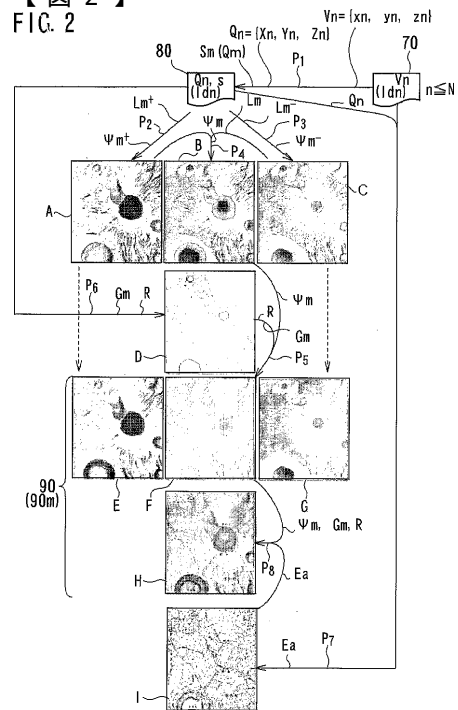 【図2】
FIG. 2
Vn={xn, yn, zn}
Qn={Xn, Yn, Zn}
80
Sm(Qm)
P1
70
Qn, s
(Idn)
Vn
(Idn)
n≦N
Lm+
Lm
Lm-
Qn
P2
Ψm
P3
Ψm+
B
P4
Ψm-
A
C
P6
Gm
R
Ψm
R
Gm
D
P5
90
(90m)
E
F
G
Ψm, Gm, R
P8
Ea
H
Ea
P7
I